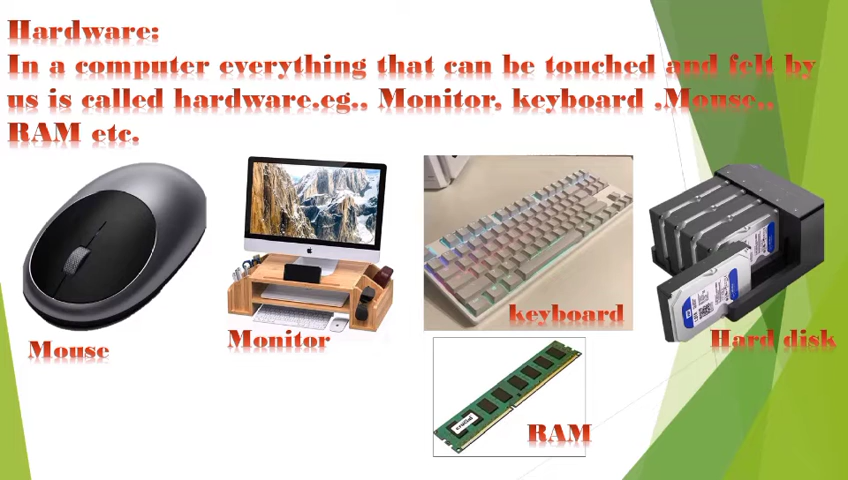 Hardware:
In a computer everything that can be touched and felt by
us is called hardware.eg., Monitor, keyboard ,Mouse..
RAM etc.
Mouse
Monitor
keyboard
Hard disk
RAM